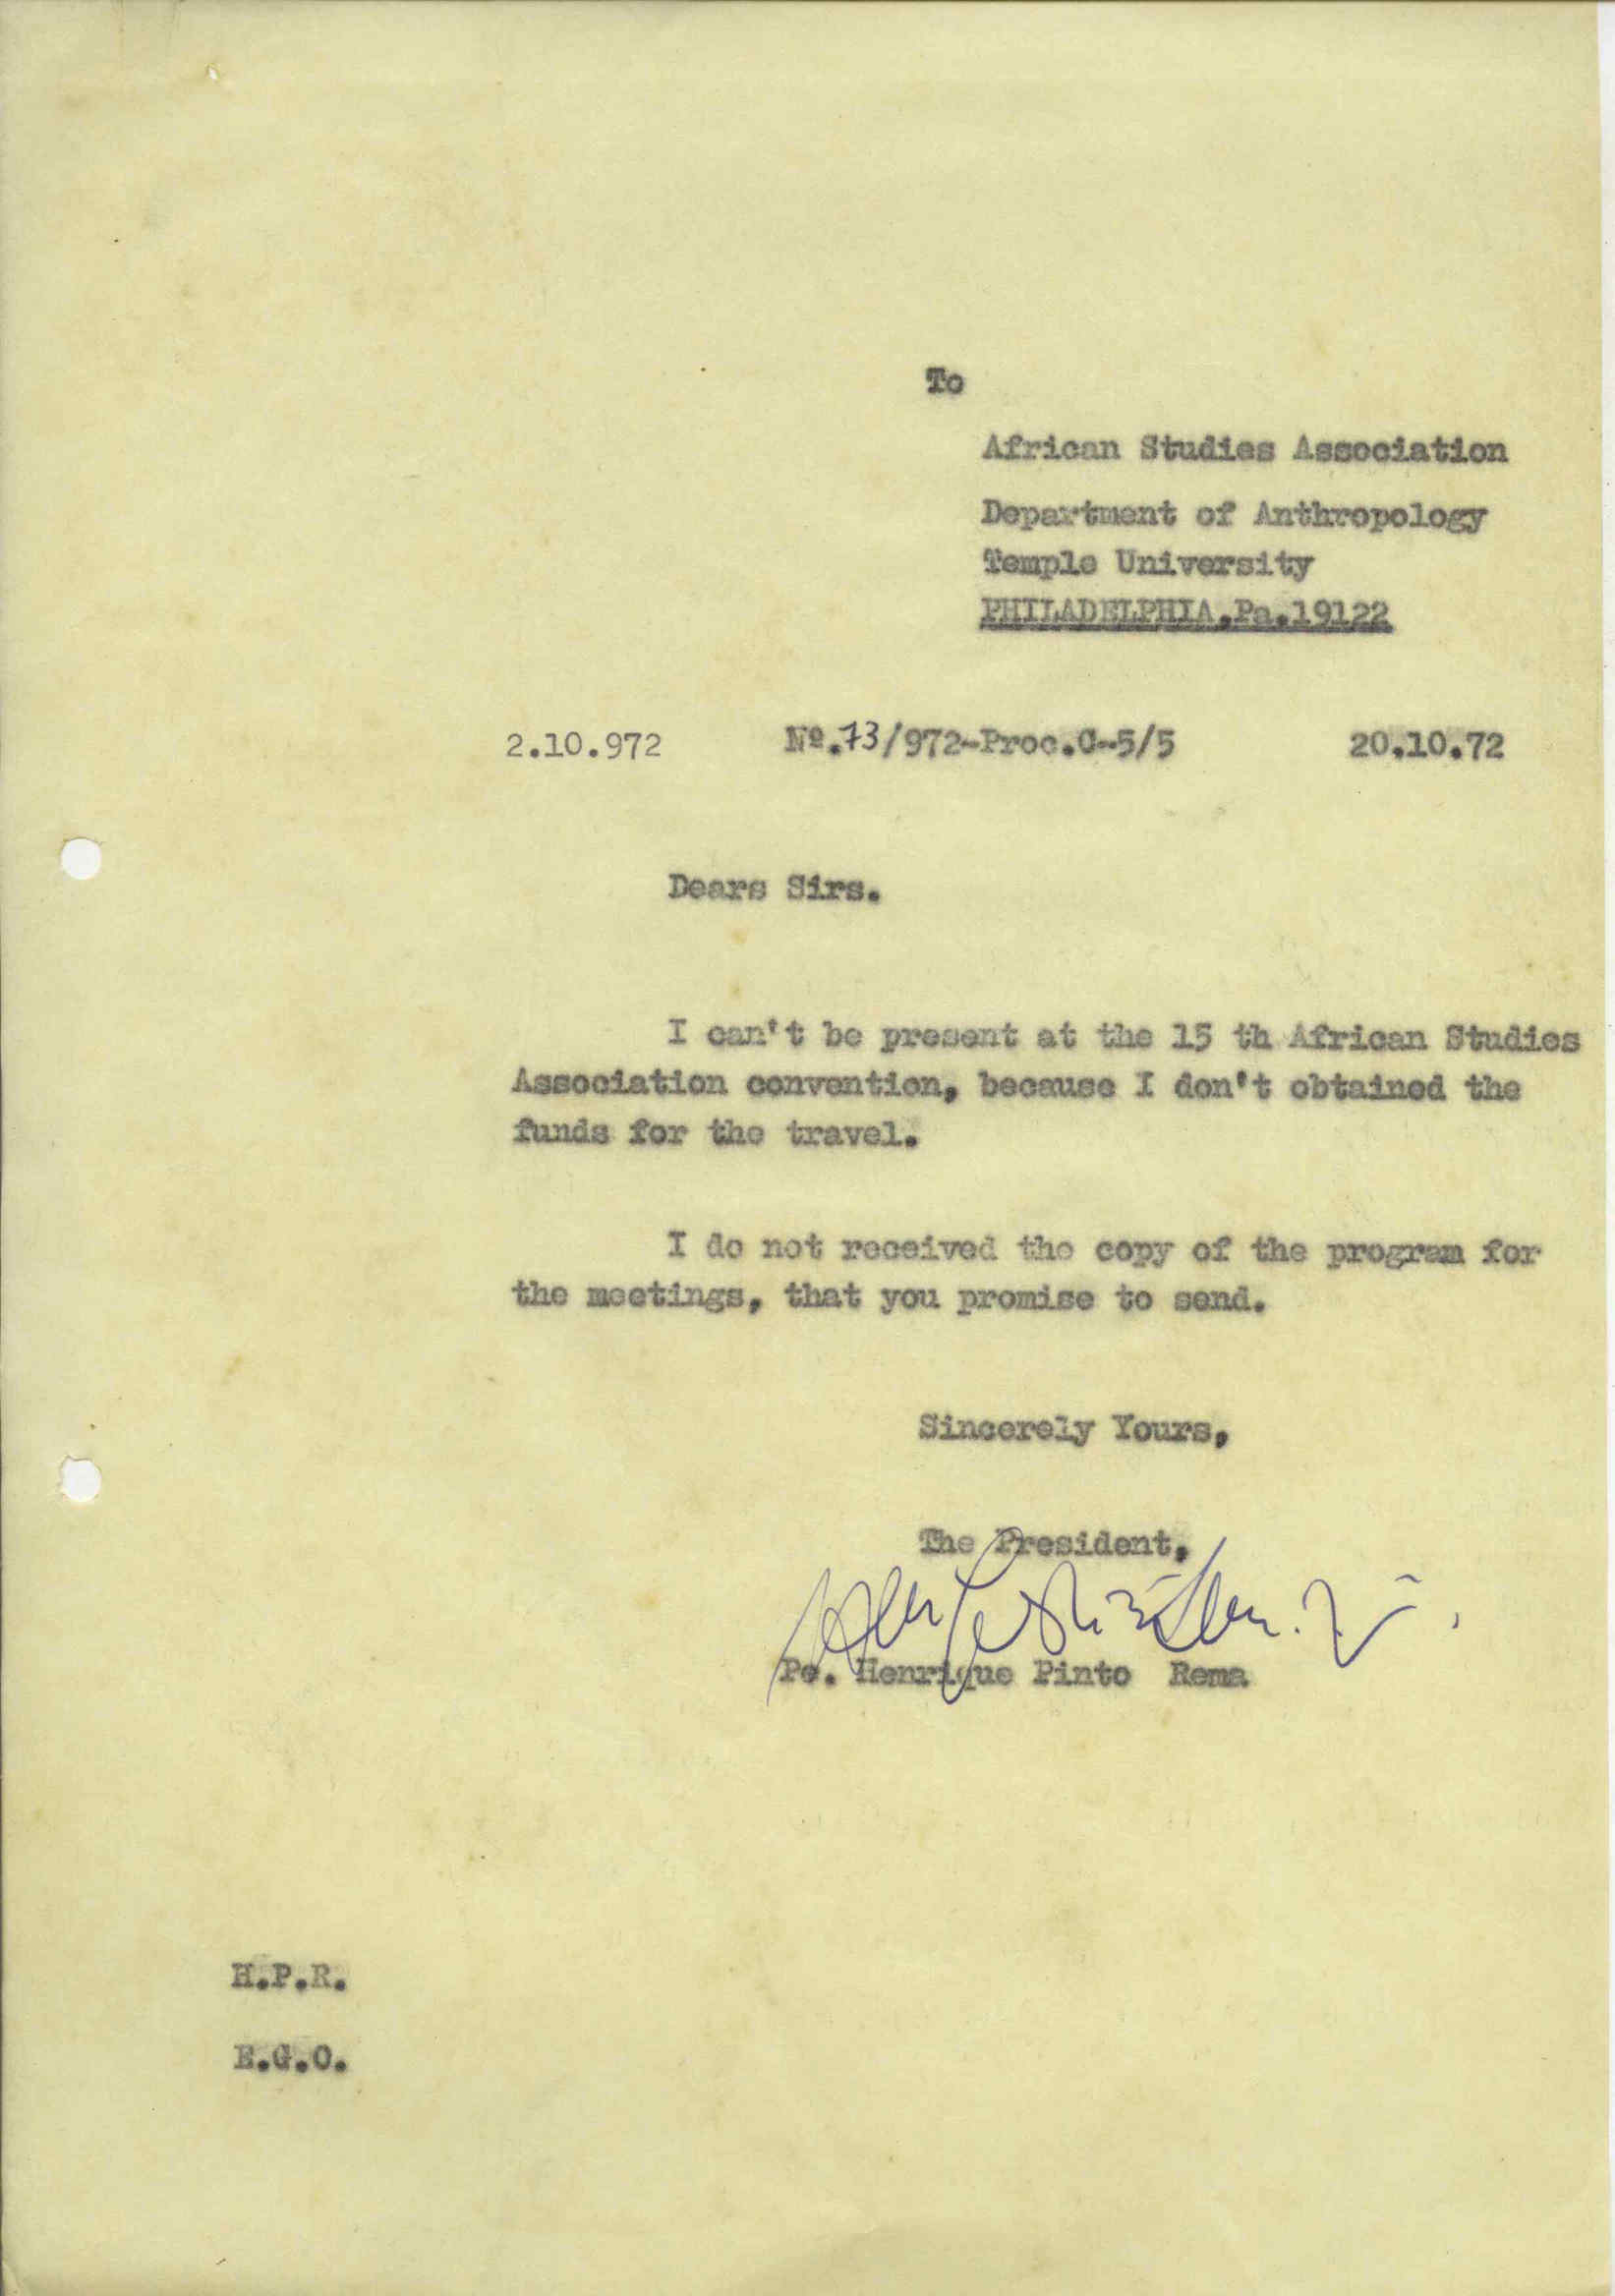 To
African Studies Association
Department of Anthropology
Temple University
PHILADELPHIA.Pa.19122
2.10.972 Nº.73/972-Proc.C-5/5 20.10.72
Dears Sirs.
I can't be present at the 15 th African Studies
Association convention, because I don't obtained the
funds for the travel.
I do not received the copy of the program for
the meetings, that you promise to send.
Sincerely Yours,
The President,
Pe. Henrique Pinto Rema
H.P.R.
E.G.O.